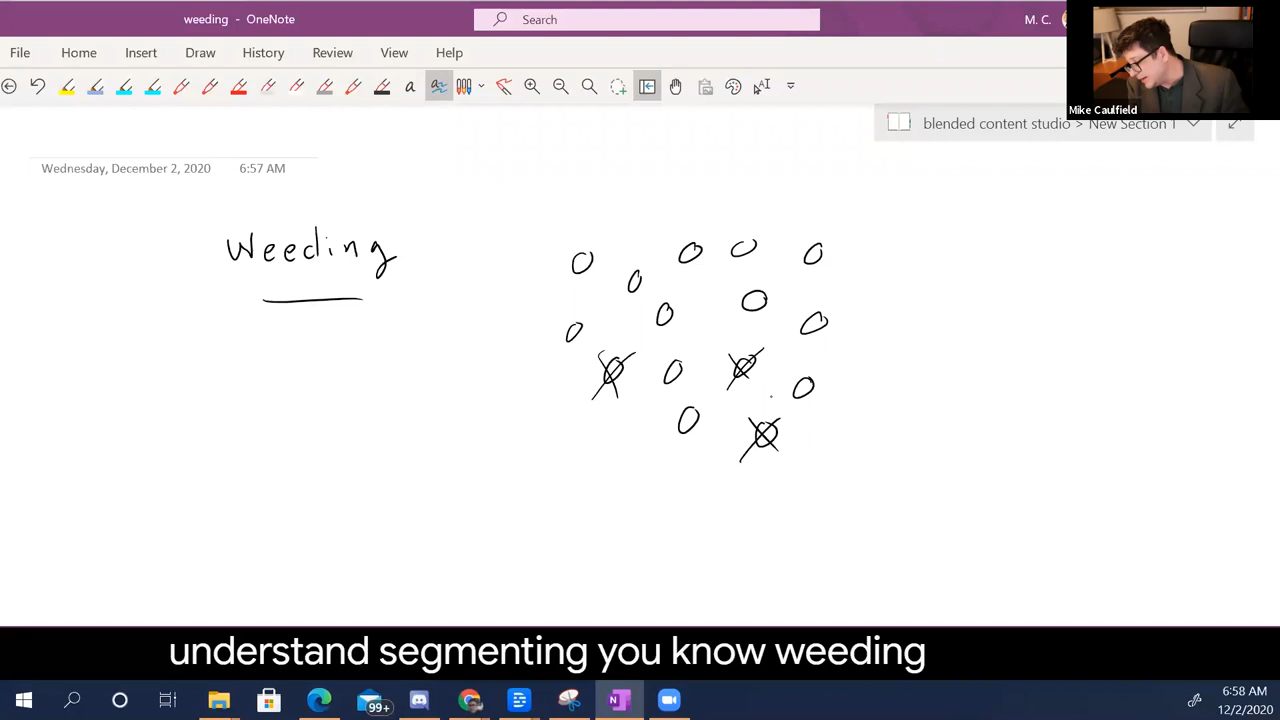 weeding - OneNote
Search
M. C.
File Home Insert Draw History Review View Help
Mike Caulfield
blended content studio > New Section 1
Wednesday, December 2, 2020 6:57 AM
Weeding
understand segmenting you know weeding
99+
6:58 AM
12/2/2020